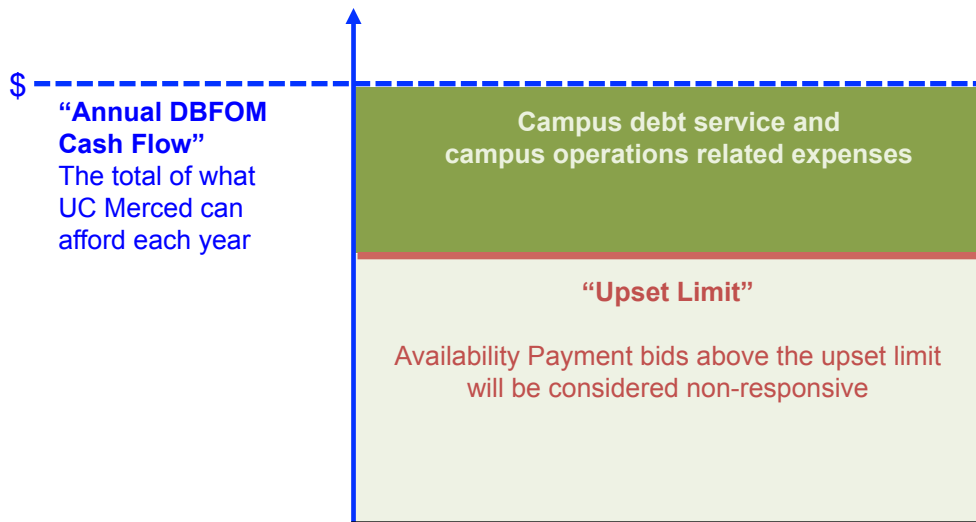 $
“Annual DBFOM
Cash Flow”
The total of what
UC Merced can
afford each year
Campus debt service and
campus operations related expenses
“Upset Limit”
Availability Payment bids above the upset limit
will be considered non-responsive